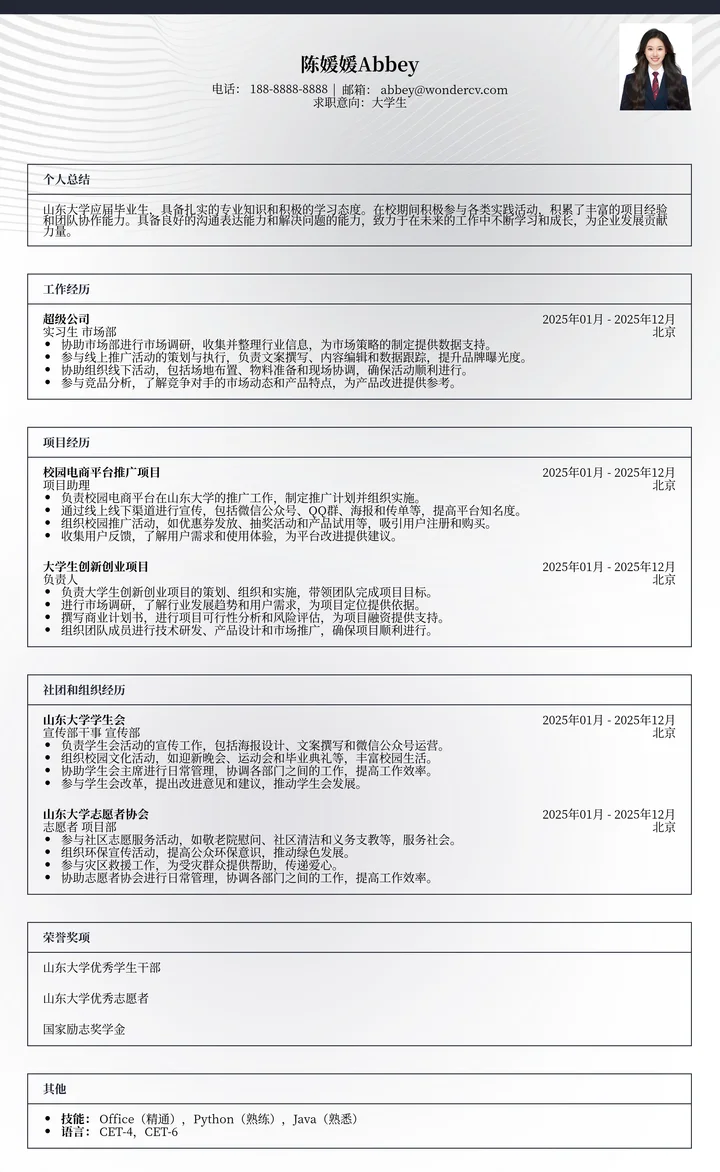 陈媛媛Abbey
电话： 188-8888-8888 | 邮箱： abbey@wondercv.com
求职意向：大学生
个人总结
山东大学应届毕业生，具备扎实的专业知识和积极的学习态度。在校期间积极参与各类实践活动，积累了丰富的项目经验
和团队协作能力。具备良好的沟通表达能力和解决问题的能力，致力于在未来的工作中不断学习和成长，为企业发展贡献
力量。
工作经历
超级公司 2025年01月 - 2025年12月
实习生 市场部 北京
• 协助市场部进行市场调研，收集并整理行业信息，为市场策略的制定提供数据支持。
• 参与线上推广活动的策划与执行，负责文案撰写、内容编辑和数据跟踪，提升品牌曝光度。
• 协助组织线下活动，包括场地布置、物料准备和现场协调，确保活动顺利进行。
• 参与竞品分析，了解竞争对手的市场动态和产品特点，为产品改进提供参考。
项目经历
校园电商平台推广项目 2025年01月 - 2025年12月
项目助理 北京
• 负责校园电商平台在山东大学的推广工作，制定推广计划并组织实施。
• 通过线上线下渠道进行宣传，包括微信公众号、QQ群、海报和传单等，提高平台知名度。
• 组织校园推广活动，如优惠券发放、抽奖活动和产品试用等，吸引用户注册和购买。
• 收集用户反馈，了解用户需求和使用体验，为平台改进提供建议。
大学生创新创业项目 2025年01月 - 2025年12月
负责人 北京
• 负责大学生创新创业项目的策划、组织和实施，带领团队完成项目目标。
• 进行市场调研，了解行业发展趋势和用户需求，为项目定位提供依据。
• 撰写商业计划书，进行项目可行性分析和风险评估，为项目融资提供支持。
• 组织团队成员进行技术研发、产品设计和市场推广，确保项目顺利进行。
社团和组织经历
山东大学学生会 2025年01月 - 2025年12月
宣传部干事 宣传部 北京
• 负责学生会活动的宣传工作，包括海报设计、文案撰写和微信公众号运营。
• 组织校园文化活动，如迎新晚会、运动会和毕业典礼等，丰富校园生活。
• 协助学生会主席进行日常管理，协调各部门之间的工作，提高工作效率。
• 参与学生会改革，提出改进意见和建议，推动学生会发展。
山东大学志愿者协会 2025年01月 - 2025年12月
志愿者 项目部 北京
• 参与社区志愿服务活动，如敬老院慰问、社区清洁和义务支教等，服务社会。
• 组织环保宣传活动，提高公众环保意识，推动绿色发展。
• 参与灾区救援工作，为受灾群众提供帮助，传递爱心。
• 协助志愿者协会进行日常管理，协调各部门之间的工作，提高工作效率。
荣誉奖项
山东大学优秀学生干部
山东大学优秀志愿者
国家励志奖学金
其他
• 技能： Office（精通），Python（熟练），Java（熟悉）
• 语言： CET-4，CET-6